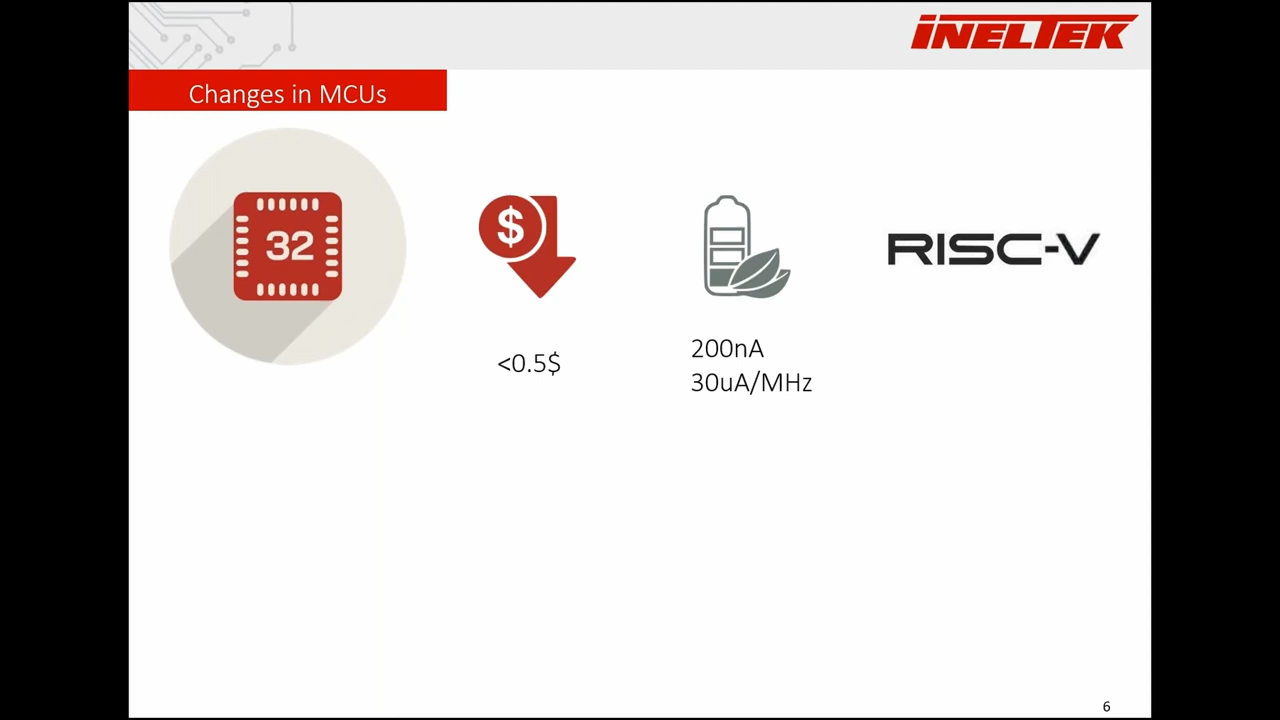 INELTEK
Changes in MCUs
32
$
RISC-V
<0.5$
200nA
30uA/MHz
6